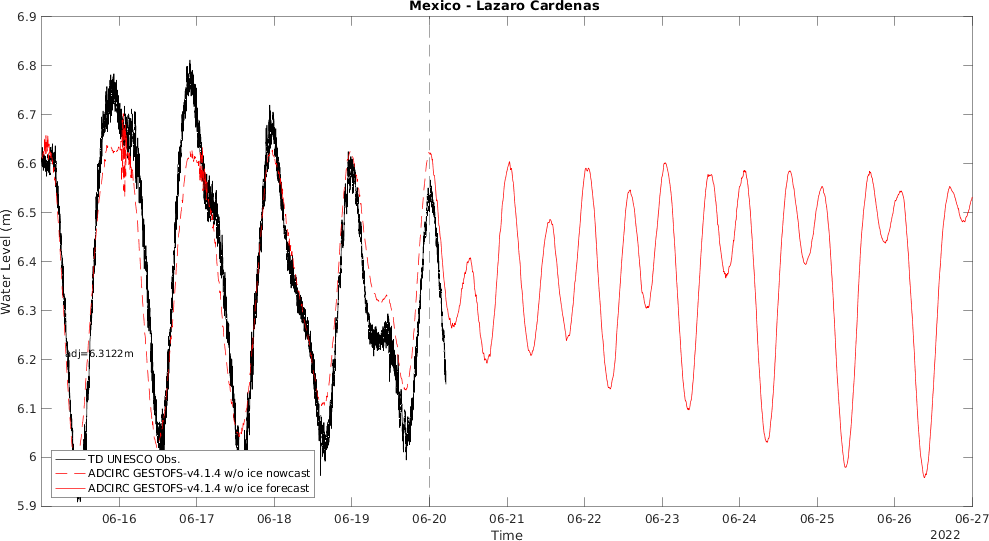 Mexico - Lazaro Cardenas
6.9
6.8
6.7
6.6
6.5
6.4
6.3
6.2
6.1
6
5.9
Water Level (m)
adj=6.3122m
TD UNESCO Obs.
ADCIRC GESTOFS-v4.1.4 w/o ice nowcast
ADCIRC GESTOFS-v4.1.4 w/o ice forecast
06-16 06-17 06-18 06-19 06-20 06-21 06-22 06-23 06-24 06-25 06-26 06-27
Time
2022